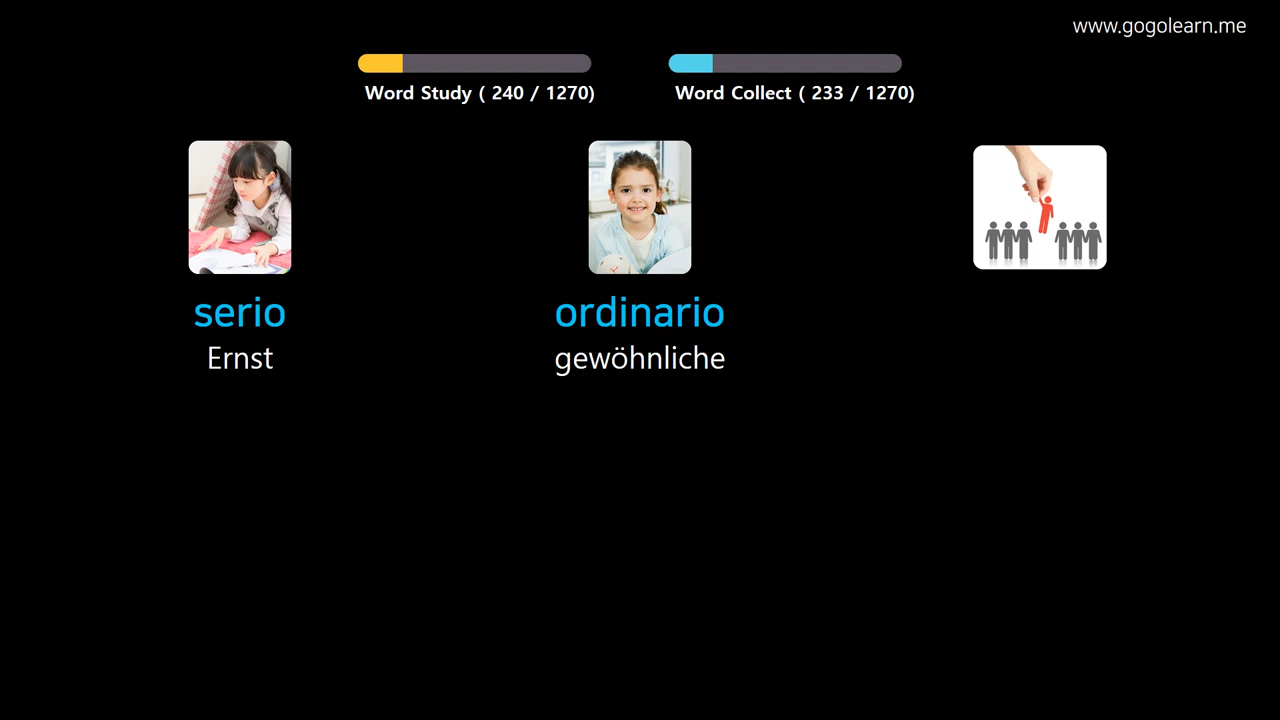 www.gogolearn.me
Word Study ( 240 / 1270)
Word Collect ( 233 / 1270)
serio
Ernst
ordinario
gewöhnliche